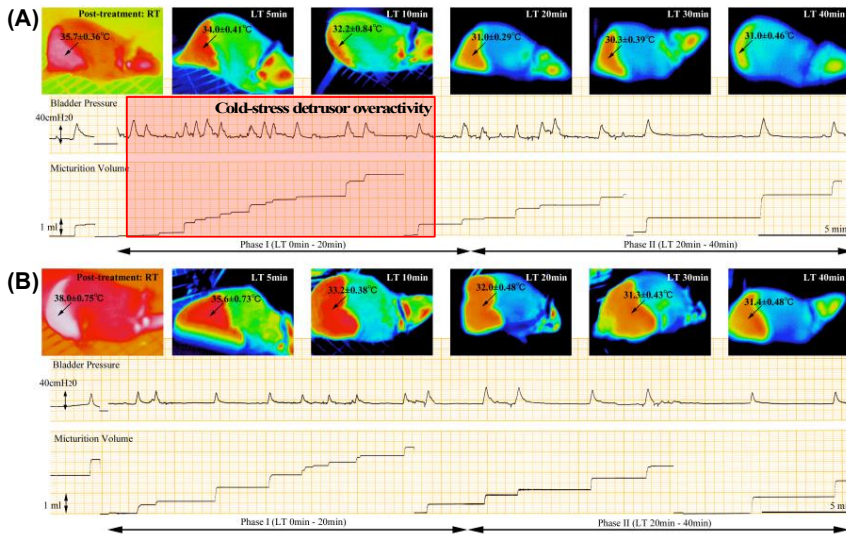 (A)
Post-treatment: RT
LT 5min
LT 10min
LT 20min
LT 30min
LT 40min
35.7±0.36℃
34.0±0.41℃
32.2±0.84℃
31.0±0.29℃
30.3±0.39℃
31.0±0.46℃
Bladder Pressure
Cold-stress detrusor overactivity
40cmH20
Micturition Volume
1 ml
5 min
Phase I (LT 0min - 20min)
Phase II (LT 20min - 40min)
(B)
Post-treatment: RT
LT 5min
LT 10min
LT 20min
LT 30min
LT 40min
38.0±0.75℃
35.6±0.73℃
33.2±0.38℃
32.0±0.48℃
31.3±0.43℃
31.4±0.48℃
Bladder Pressure
40cmH20
Micturition Volume
1 ml
5 min
Phase I (LT 0min - 20min)
Phase II (LT 20min - 40min)